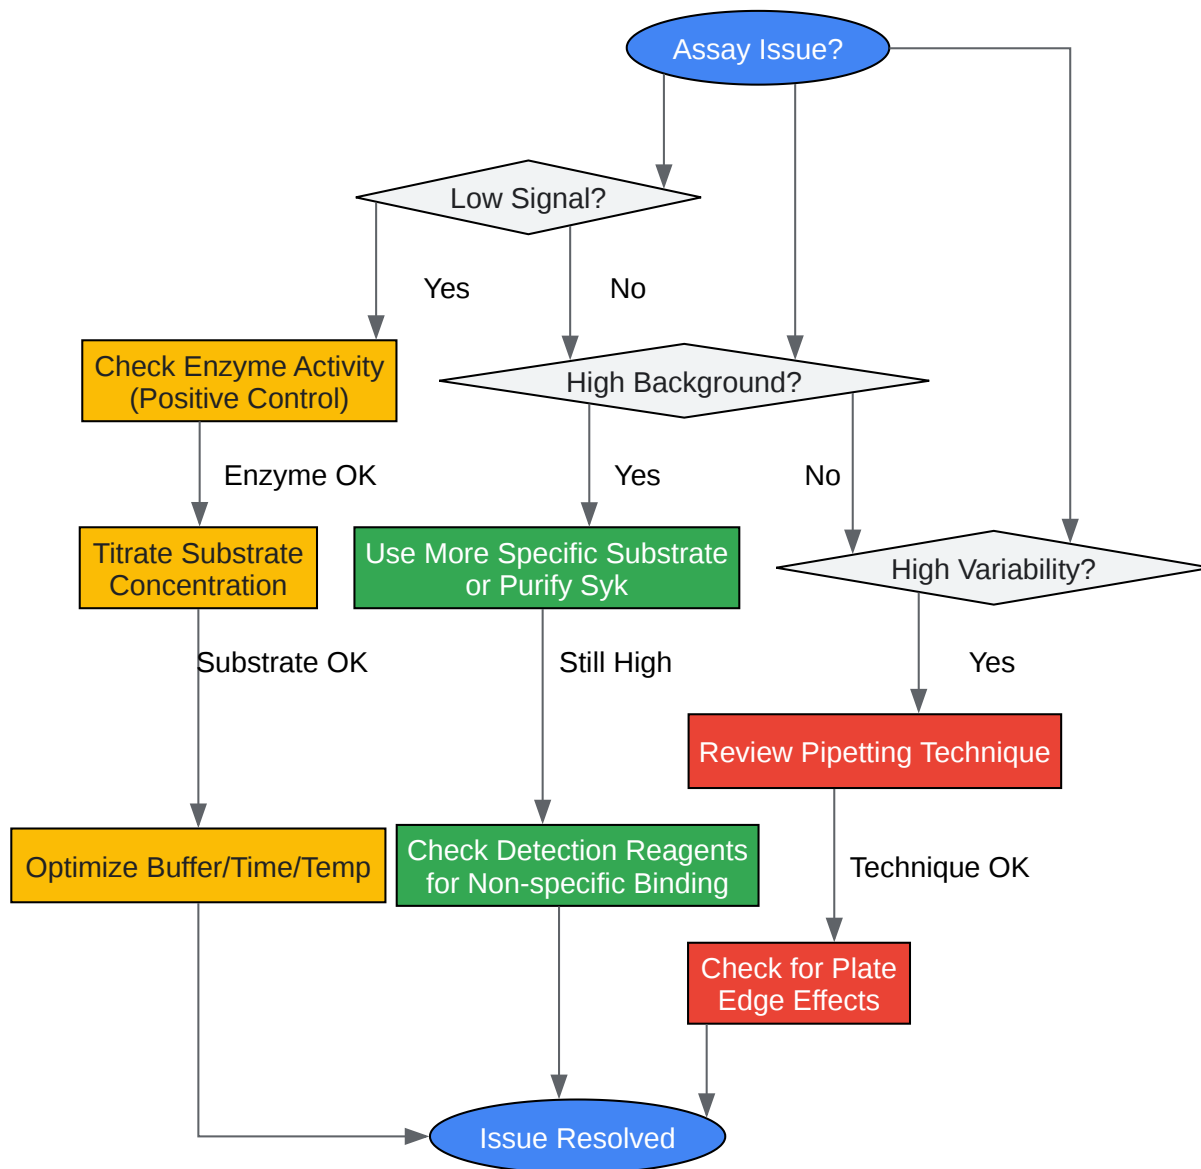 Assay Issue?
Low Signal?
Yes
No
Check Enzyme Activity
(Positive Control)
High Background?
Enzyme OK
Yes
No
Titrate Substrate
Concentration
Use More Specific Substrate
or Purify Syk
High Variability?
Substrate OK
Still High
Yes
Review Pipetting Technique
Optimize Buffer/Time/Temp
Check Detection Reagents
for Non-specific Binding
Technique OK
Check for Plate
Edge Effects
Issue Resolved